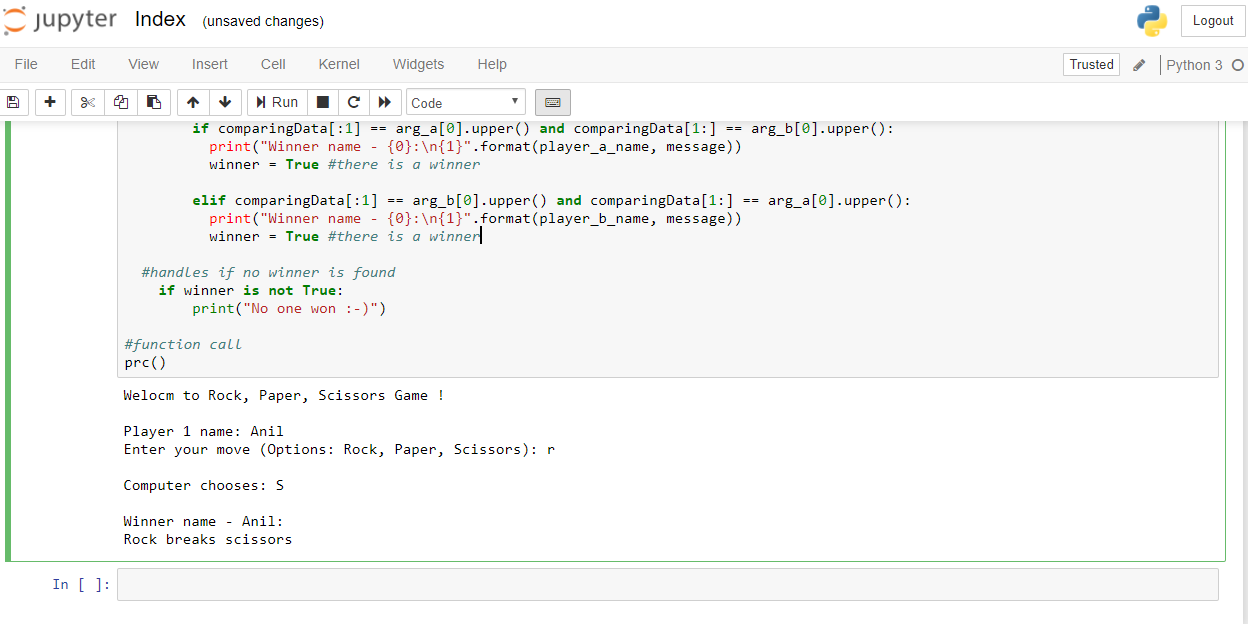 jupyter Index (unsaved changes) Logout
File Edit View Insert Cell Kernel Widgets Help Trusted Python 3
Run Code
if comparingData[:1] == arg_a[0].upper() and comparingData[1:] == arg_b[0].upper():
print("Winner name - {0}:\n{1}".format(player_a_name, message))
winner = True #there is a winner
elif comparingData[:1] == arg_b[0].upper() and comparingData[1:] == arg_a[0].upper():
print("Winner name - {0}:\n{1}".format(player_b_name, message))
winner = True #there is a winner
#handles if no winner is found
if winner is not True:
print("No one won :-)")
#function call
prc()
Welocm to Rock, Paper, Scissors Game !
Player 1 name: Anil
Enter your move (Options: Rock, Paper, Scissors): r
Computer chooses: S
Winner name - Anil:
Rock breaks scissors
In [ ]: